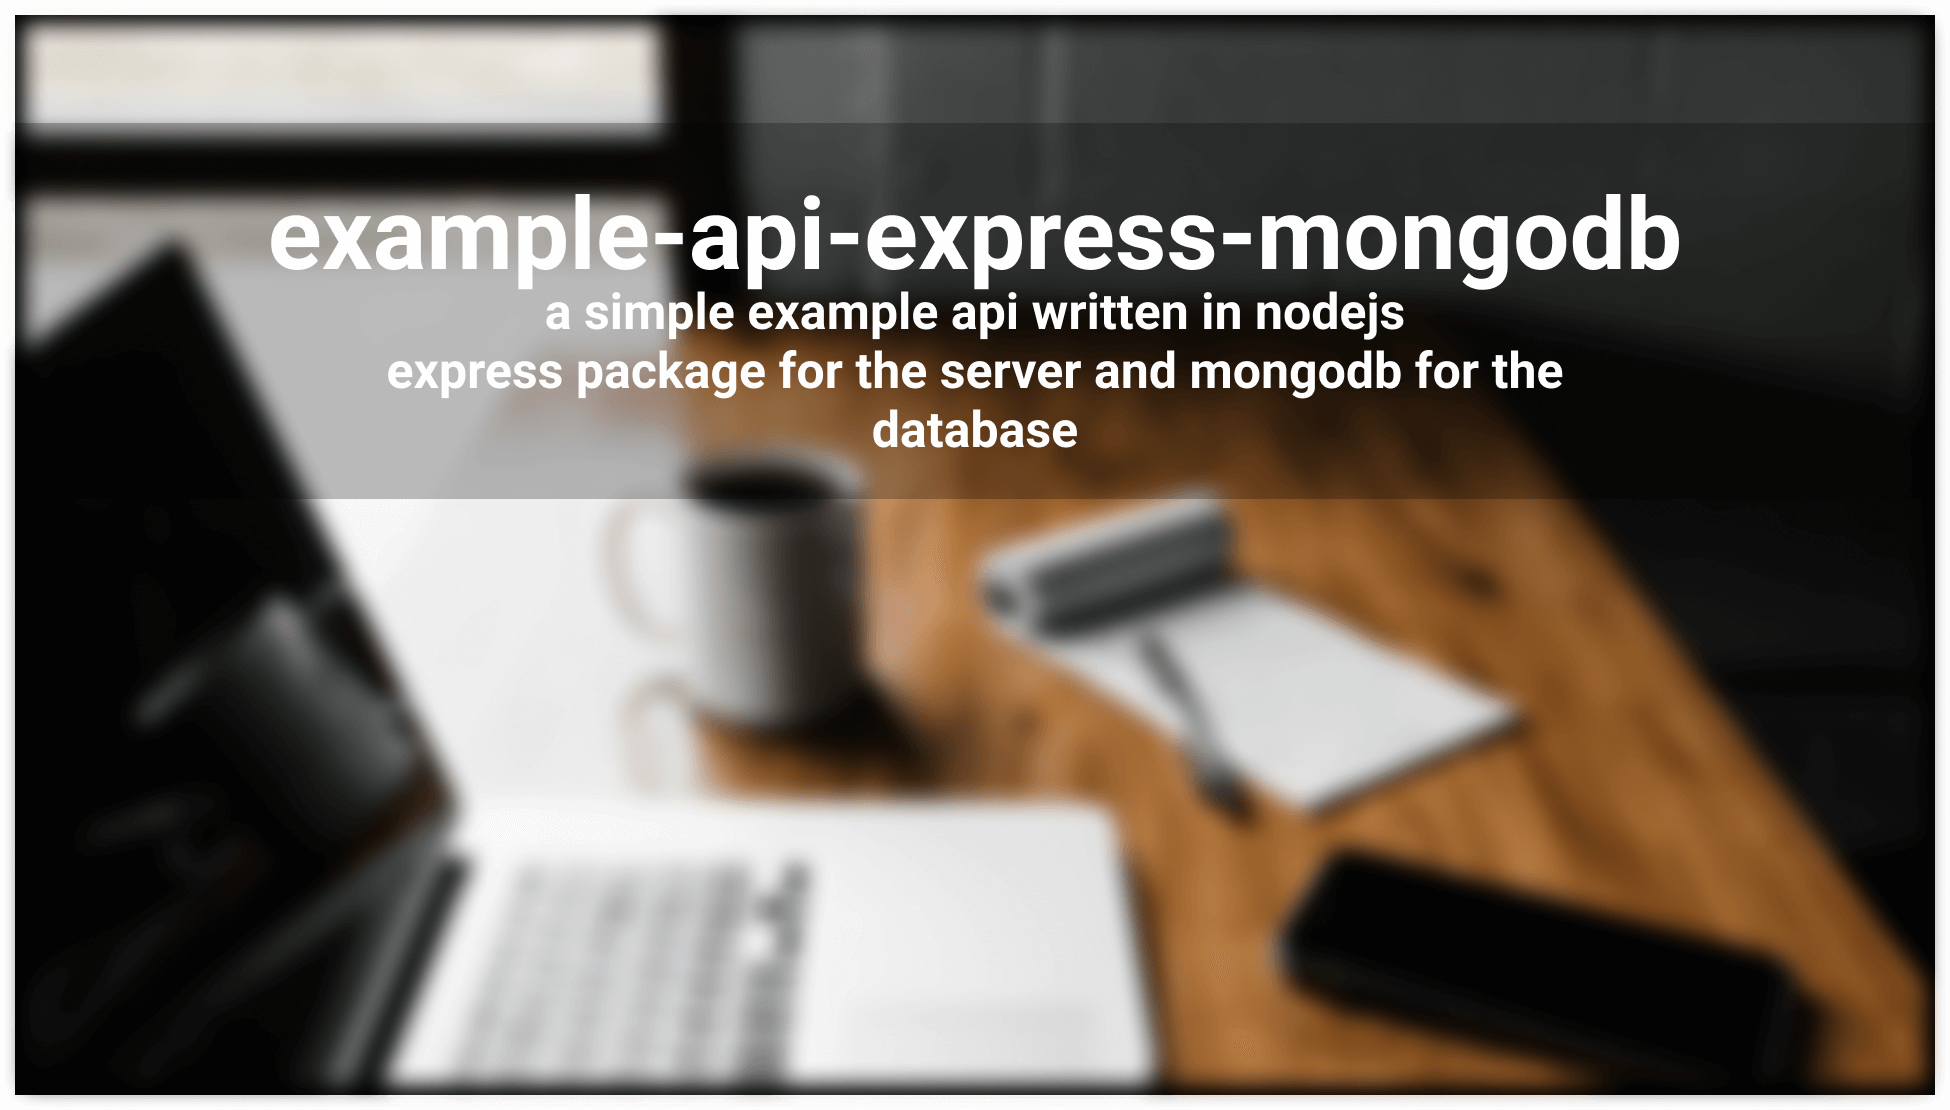 example-api-express-mongodb
a simple example api written in nodejs
express package for the server and mongodb for the
database